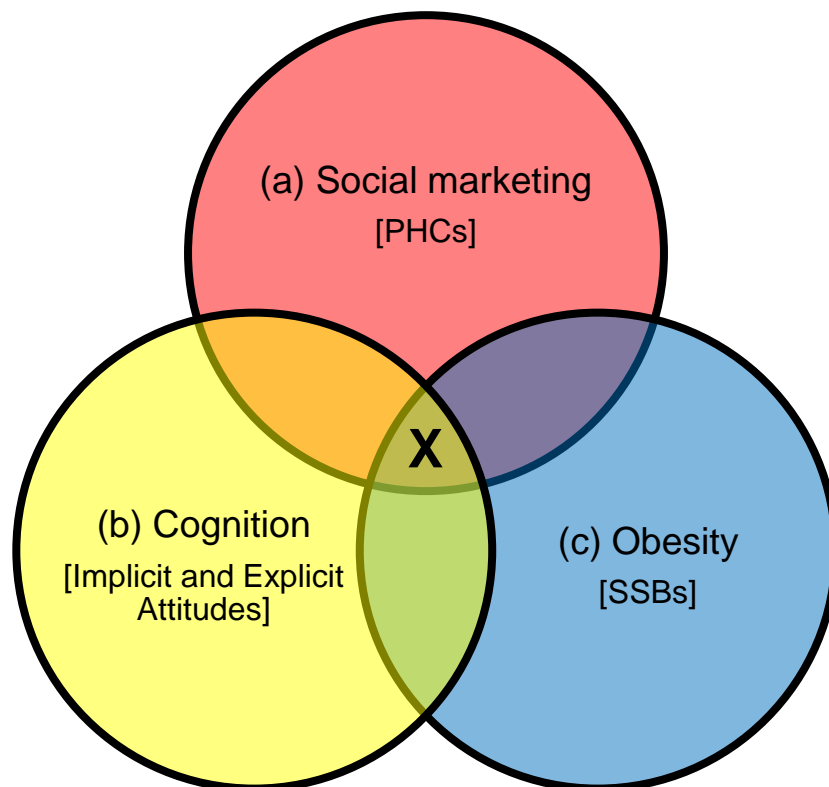 (a) Social marketing
[PHCs]
X
(b) Cognition
[Implicit and Explicit
Attitudes]
(c) Obesity
[SSBs]